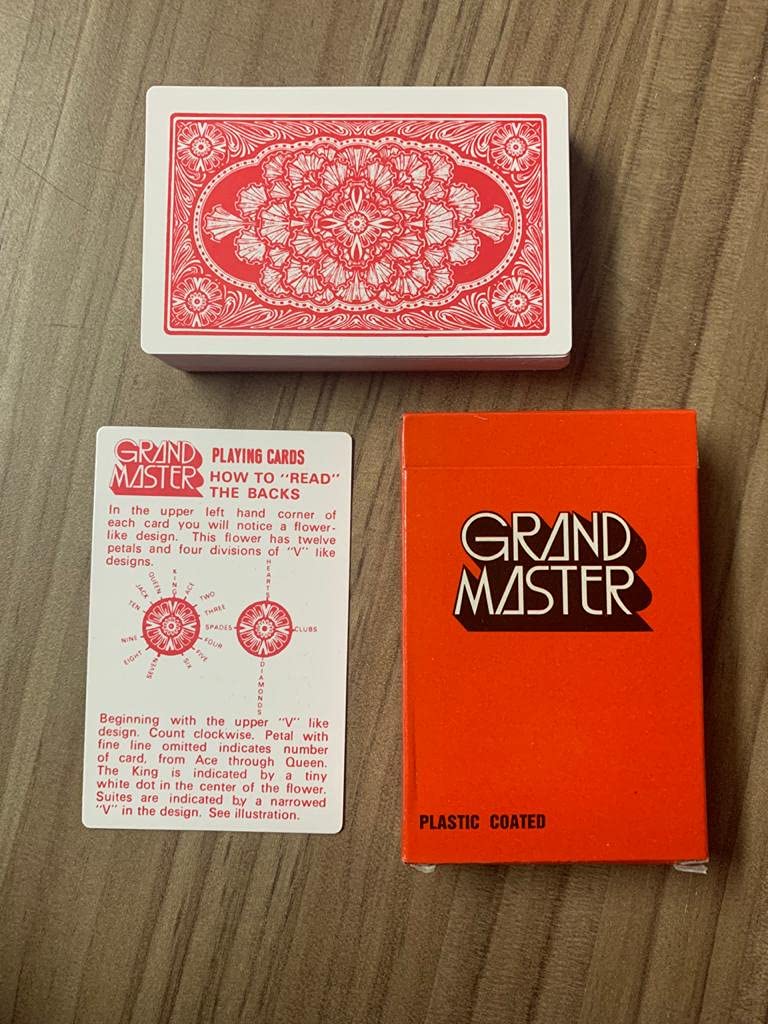 GRAND
MASTER
PLAYING CARDS
HOW TO "READ"
THE BACKS
In the upper left hand corner of
each card you will notice a flower-
like design. This flower has twelve
petals and four divisions of "V" like
designs.
KING
ACE
TWO
THREE
FOUR
FIVE
SIX
SEVEN
EIGHT
NINE
TEN
JACK
QUEEN
HEARTS
SPADES
CLUBS
DIAMONDS
Beginning with the upper "V" like
design. Count clockwise. Petal with
fine line omitted indicates number
of card, from Ace through Queen.
The King is indicated by a tiny
white dot in the center of the flower.
Suites are indicated by a narrowed
"V" in the design. See illustration.
GRAND
MASTER
PLASTIC COATED